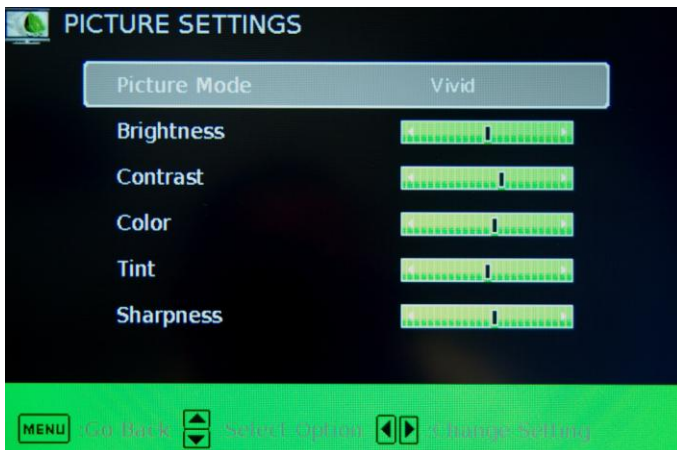 PICTURE SETTINGS
Picture Mode Vivid
Brightness
Contrast
Color
Tint
Sharpness
MENU :Go Back :Select Option :Change Setting